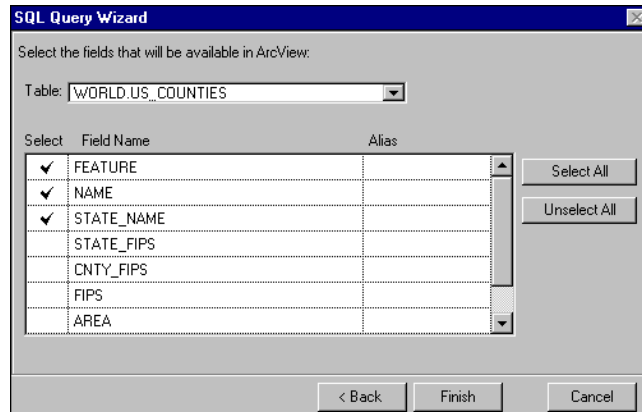 SQL Query Wizard
Select the fields that will be available in ArcView:
Table: WORLD.US_COUNTIES
Select Field Name Alias
FEATURE
NAME
STATE_NAME
STATE_FIPS
CNTY_FIPS
FIPS
AREA
Select All
Unselect All
< Back Finish Cancel